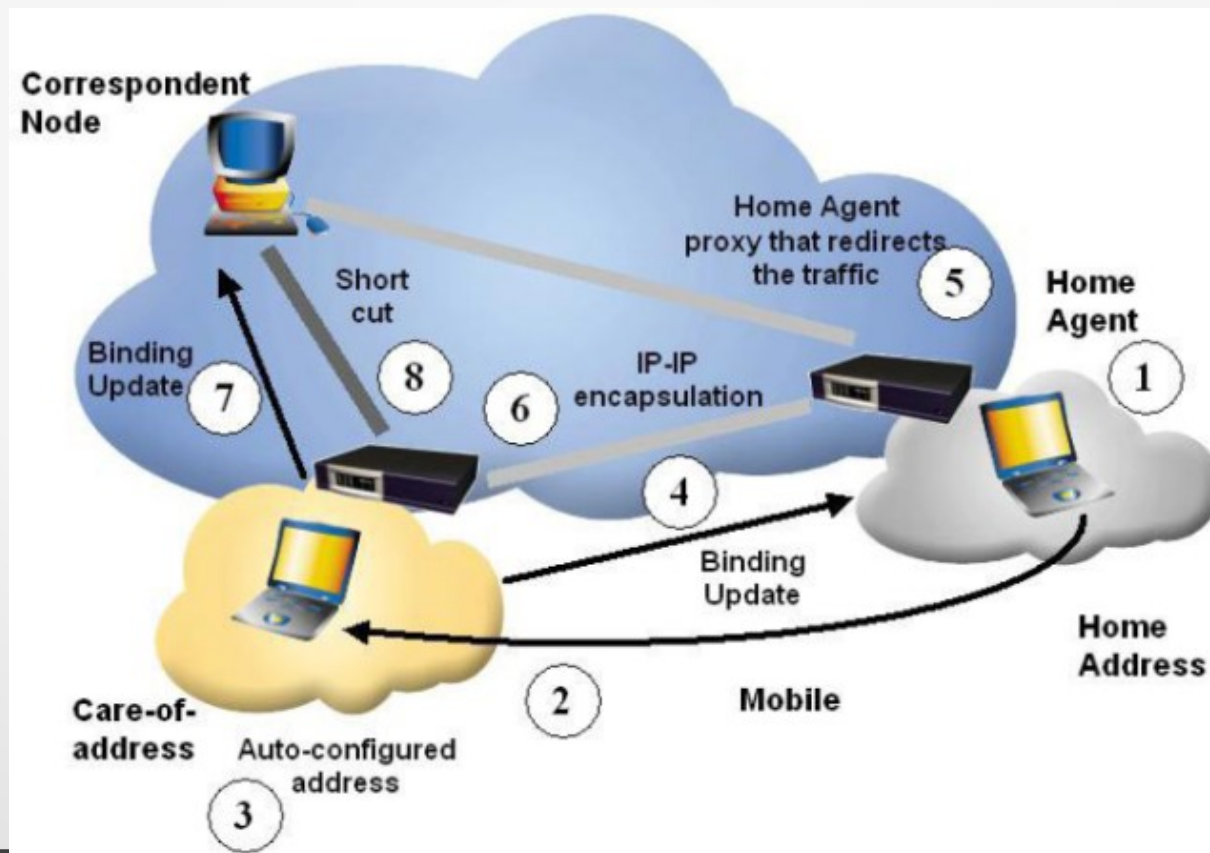 Correspondent
Node
Home Agent
proxy that redirects
the traffic
5
Home
Agent
1
Short
cut
8
Binding
Update
7
6
IP-IP
encapsulation
4
Binding
Update
Home
Address
2
Mobile
Care-of-
address
Auto-configured
address
3